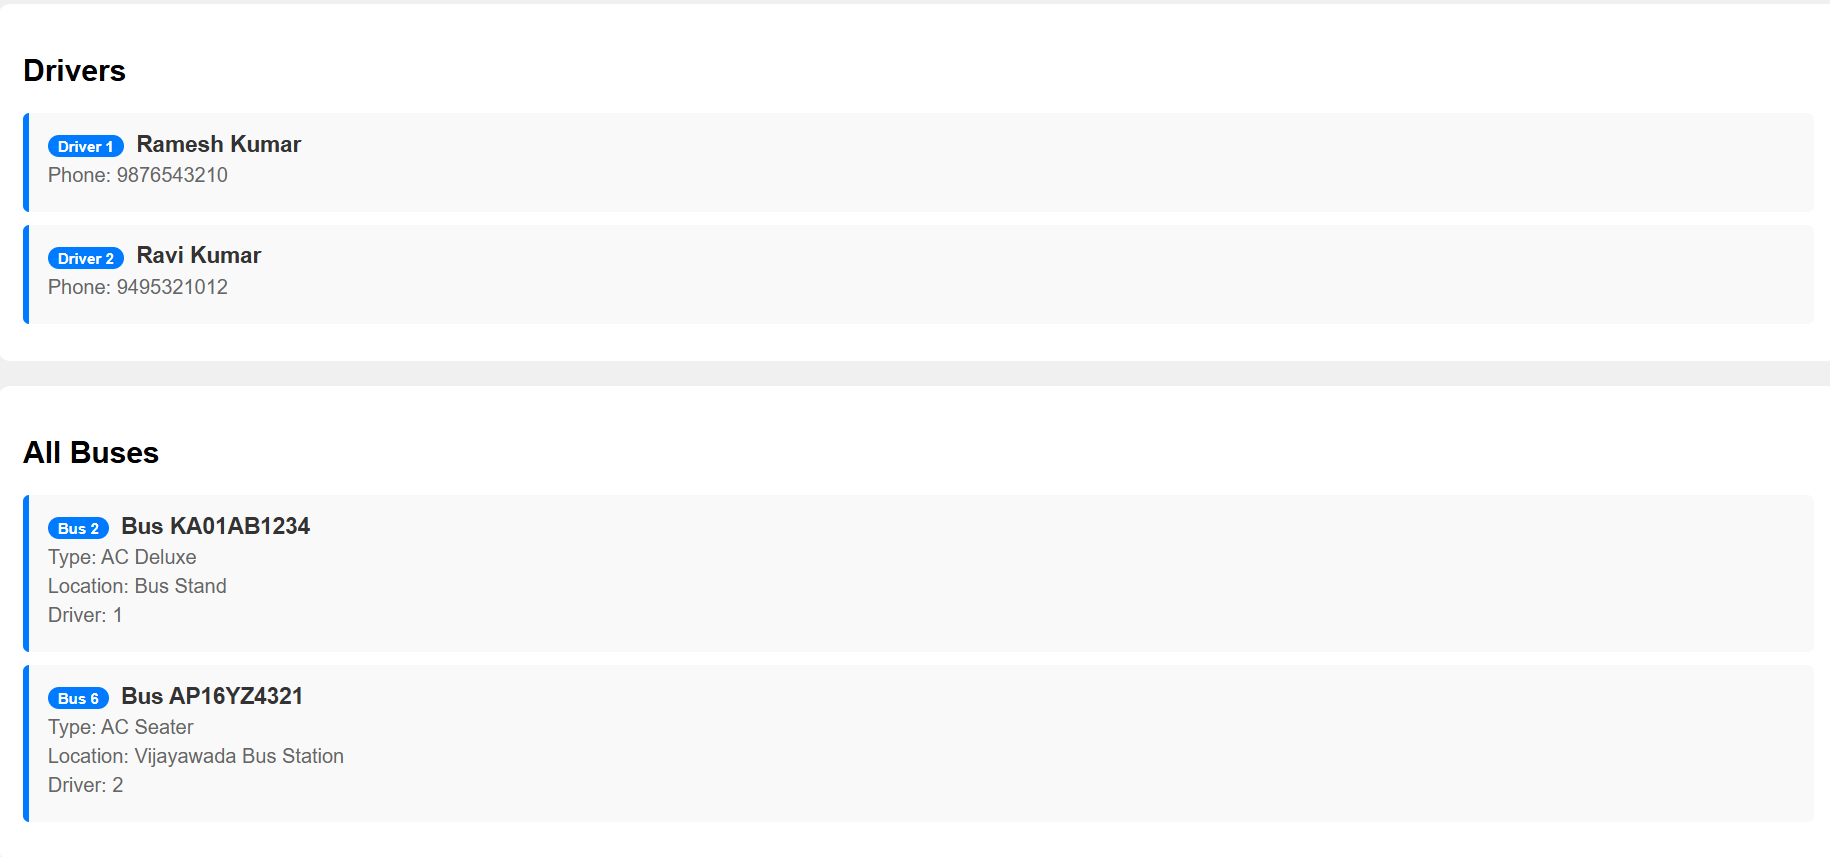 Drivers
Driver 1 Ramesh Kumar
Phone: 9876543210
Driver 2 Ravi Kumar
Phone: 9495321012
All Buses
Bus 2 Bus KA01AB1234
Type: AC Deluxe
Location: Bus Stand
Driver: 1
Bus 6 Bus AP16YZ4321
Type: AC Seater
Location: Vijayawada Bus Station
Driver: 2